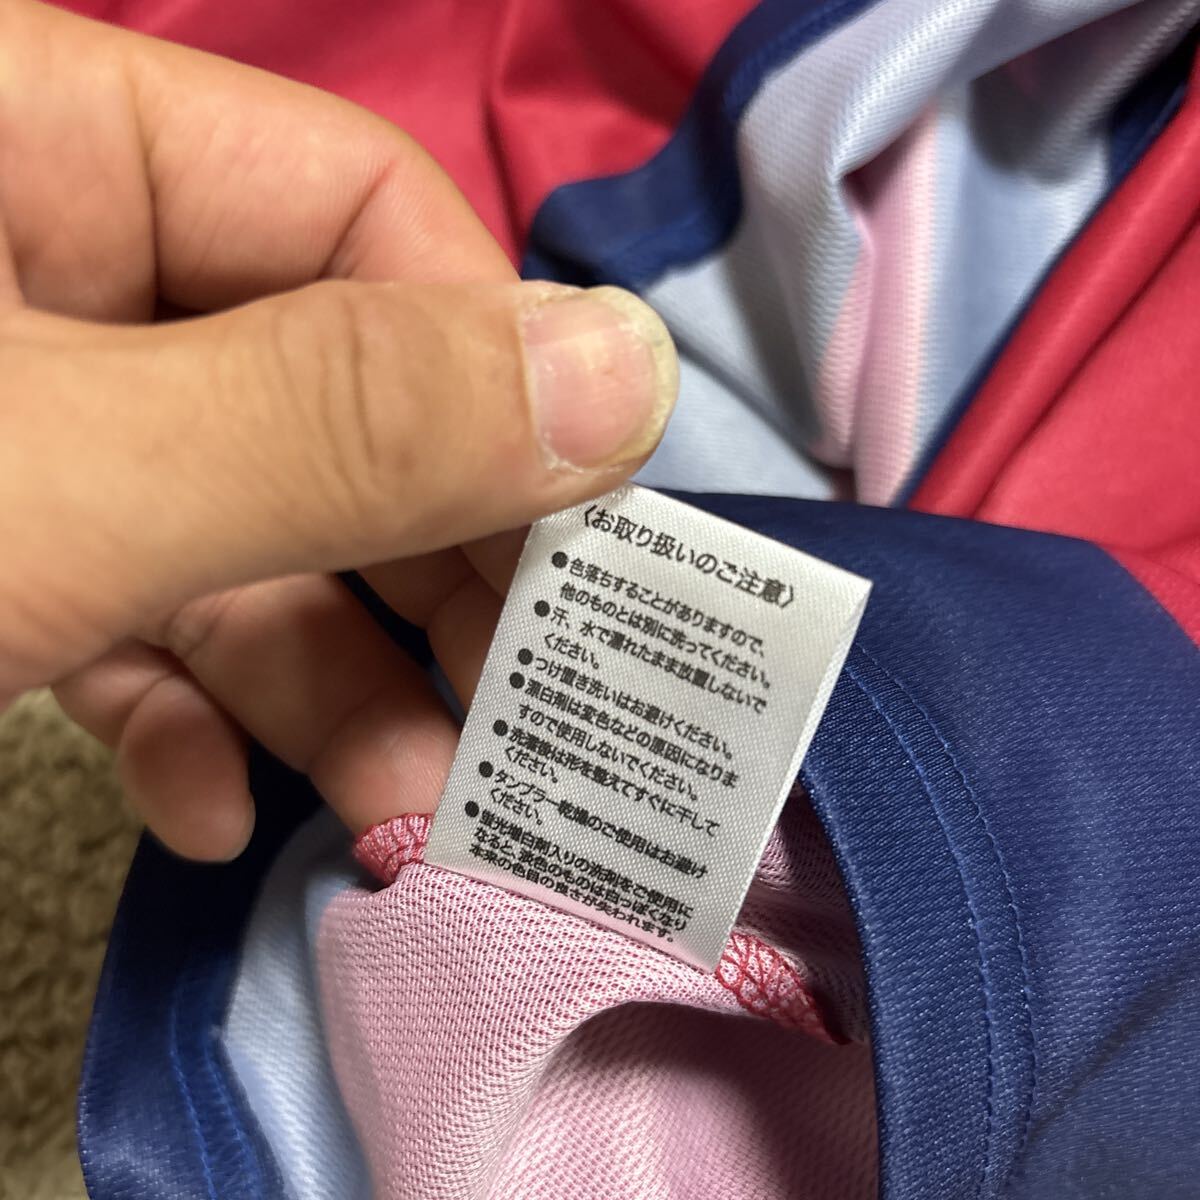 〈お取り扱いのご注意〉
●色落ちすることがありますので、
他のものとは別に洗ってください。
●汗、水で濡れたまま放置しないで
ください。
●つけ置き洗いはお避けください。
●漂白剤は変色などの原因になりま
すので使用しないでください。
●洗濯後は形を整えてすぐに干して
ください。
●タンブラー乾燥のご使用はお避け
ください。
●蛍光増白剤入りの洗剤をご使用に
なると、淡色のものは白っぽくなり
本来の色目の良さが失われます。